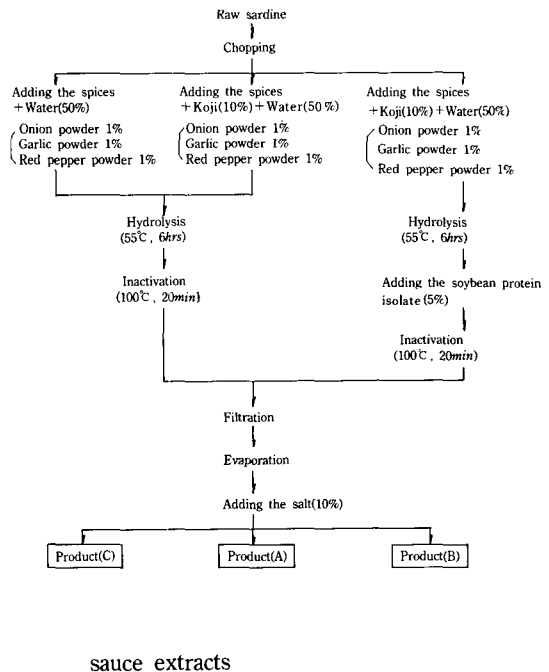 Raw sardine
Chopping
Adding the spices
+Water(50%)
Onion powder 1%
Garlic powder 1%
Red pepper powder 1%
Adding the spices
+Koji(10%)+Water(50%)
Onion powder 1%
Garlic powder 1%
Red pepper powder 1%
Adding the spices
+Koji(10%)+Water(50%)
Onion powder 1%
Garlic powder 1%
Red pepper powder 1%
Hydrolysis
(55℃, 6hrs)
Inactivation
(100℃, 20min)
Hydrolysis
(55℃, 6hrs)
Adding the soybean protein
isolate(5%)
Inactivation
(100℃, 20min)
Filtration
Evaporation
Adding the salt(10%)
Product(C)
Product(A)
Product(B)
sauce extracts